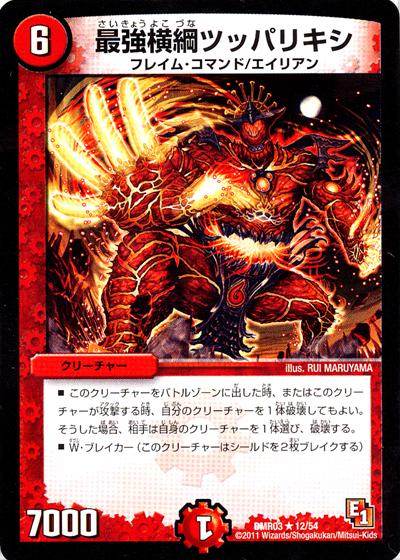 6
さいきょうよこづな
最強横綱ツッパリキシ
フレイム・コマンド/エイリアン
クリーチャー
illus. RUI MARUYAMA
■ このクリーチャーをバトルゾーンに出した時、またはこのクリー
チャーが攻撃する時、自分のクリーチャーを1体破壊してもよい。
そうした場合、相手は自身のクリーチャーを1体選び、破壊する。
■ W・ブレイカー (このクリーチャーはシールドを2枚ブレイクする)
7000
1
DMR03 ★ 12/54
©2011 Wizards/Shogakukan/Mitsui-Kids
E1